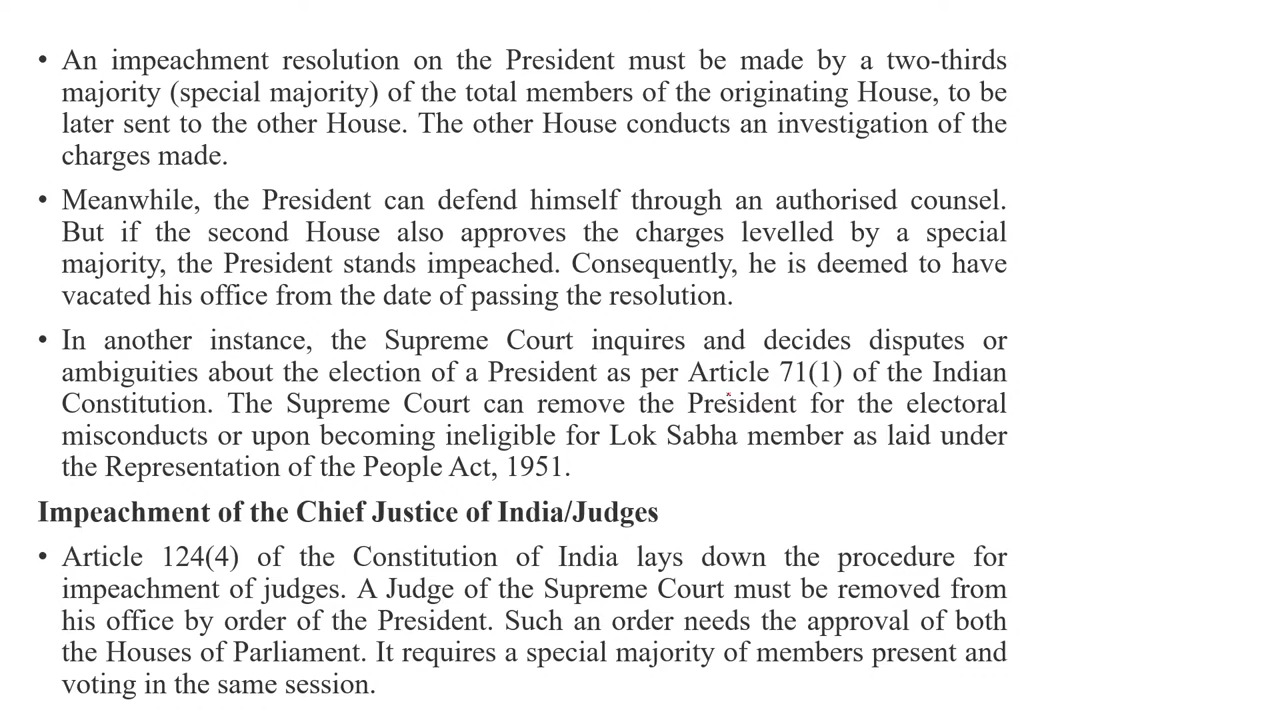 • An impeachment resolution on the President must be made by a two-thirds
majority (special majority) of the total members of the originating House, to be
later sent to the other House. The other House conducts an investigation of the
charges made.
• Meanwhile, the President can defend himself through an authorised counsel.
But if the second House also approves the charges levelled by a special
majority, the President stands impeached. Consequently, he is deemed to have
vacated his office from the date of passing the resolution.
• In another instance, the Supreme Court inquires and decides disputes or
ambiguities about the election of a President as per Article 71(1) of the Indian
Constitution. The Supreme Court can remove the President for the electoral
misconducts or upon becoming ineligible for Lok Sabha member as laid under
the Representation of the People Act, 1951.
Impeachment of the Chief Justice of India/Judges
• Article 124(4) of the Constitution of India lays down the procedure for
impeachment of judges. A Judge of the Supreme Court must be removed from
his office by order of the President. Such an order needs the approval of both
the Houses of Parliament. It requires a special majority of members present and
voting in the same session.